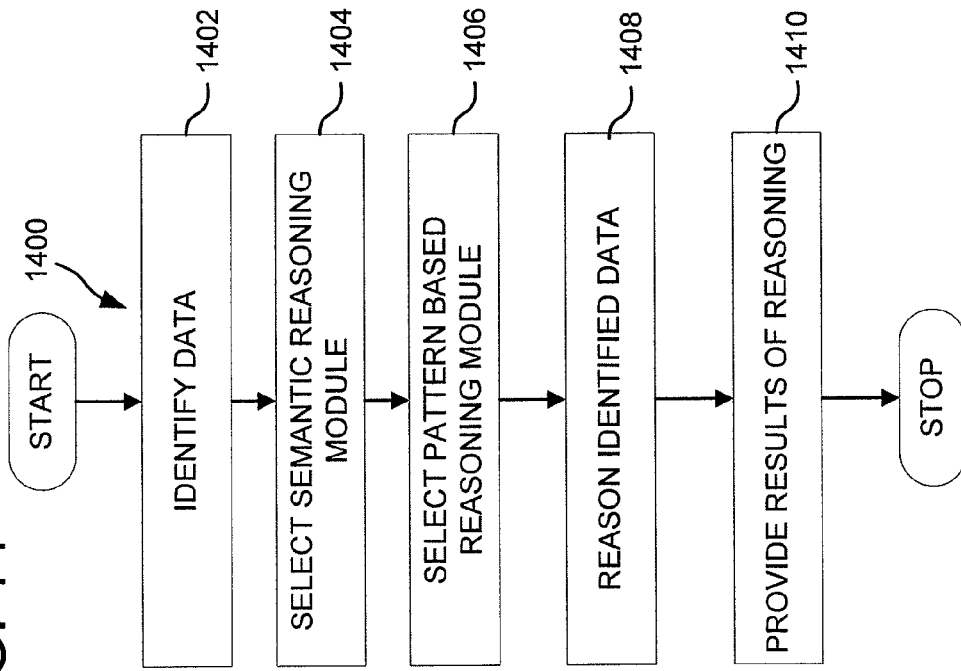 START
1400
IDENTIFY DATA
1402
SELECT SEMANTIC REASONING
MODULE
1404
SELECT PATTERN BASED
REASONING MODULE
1406
REASON IDENTIFIED DATA
1408
PROVIDE RESULTS OF REASONING
1410
STOP